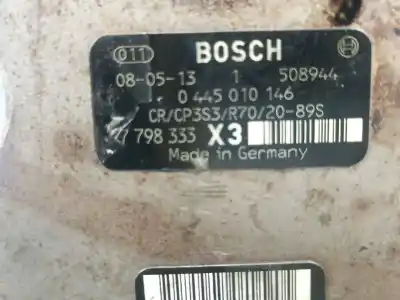 011 BOSCH
08-05-13 1 508944
0 445 010 146
CR/CP3S3/R70/20-89S
7 798 333 X3
Made in Germany